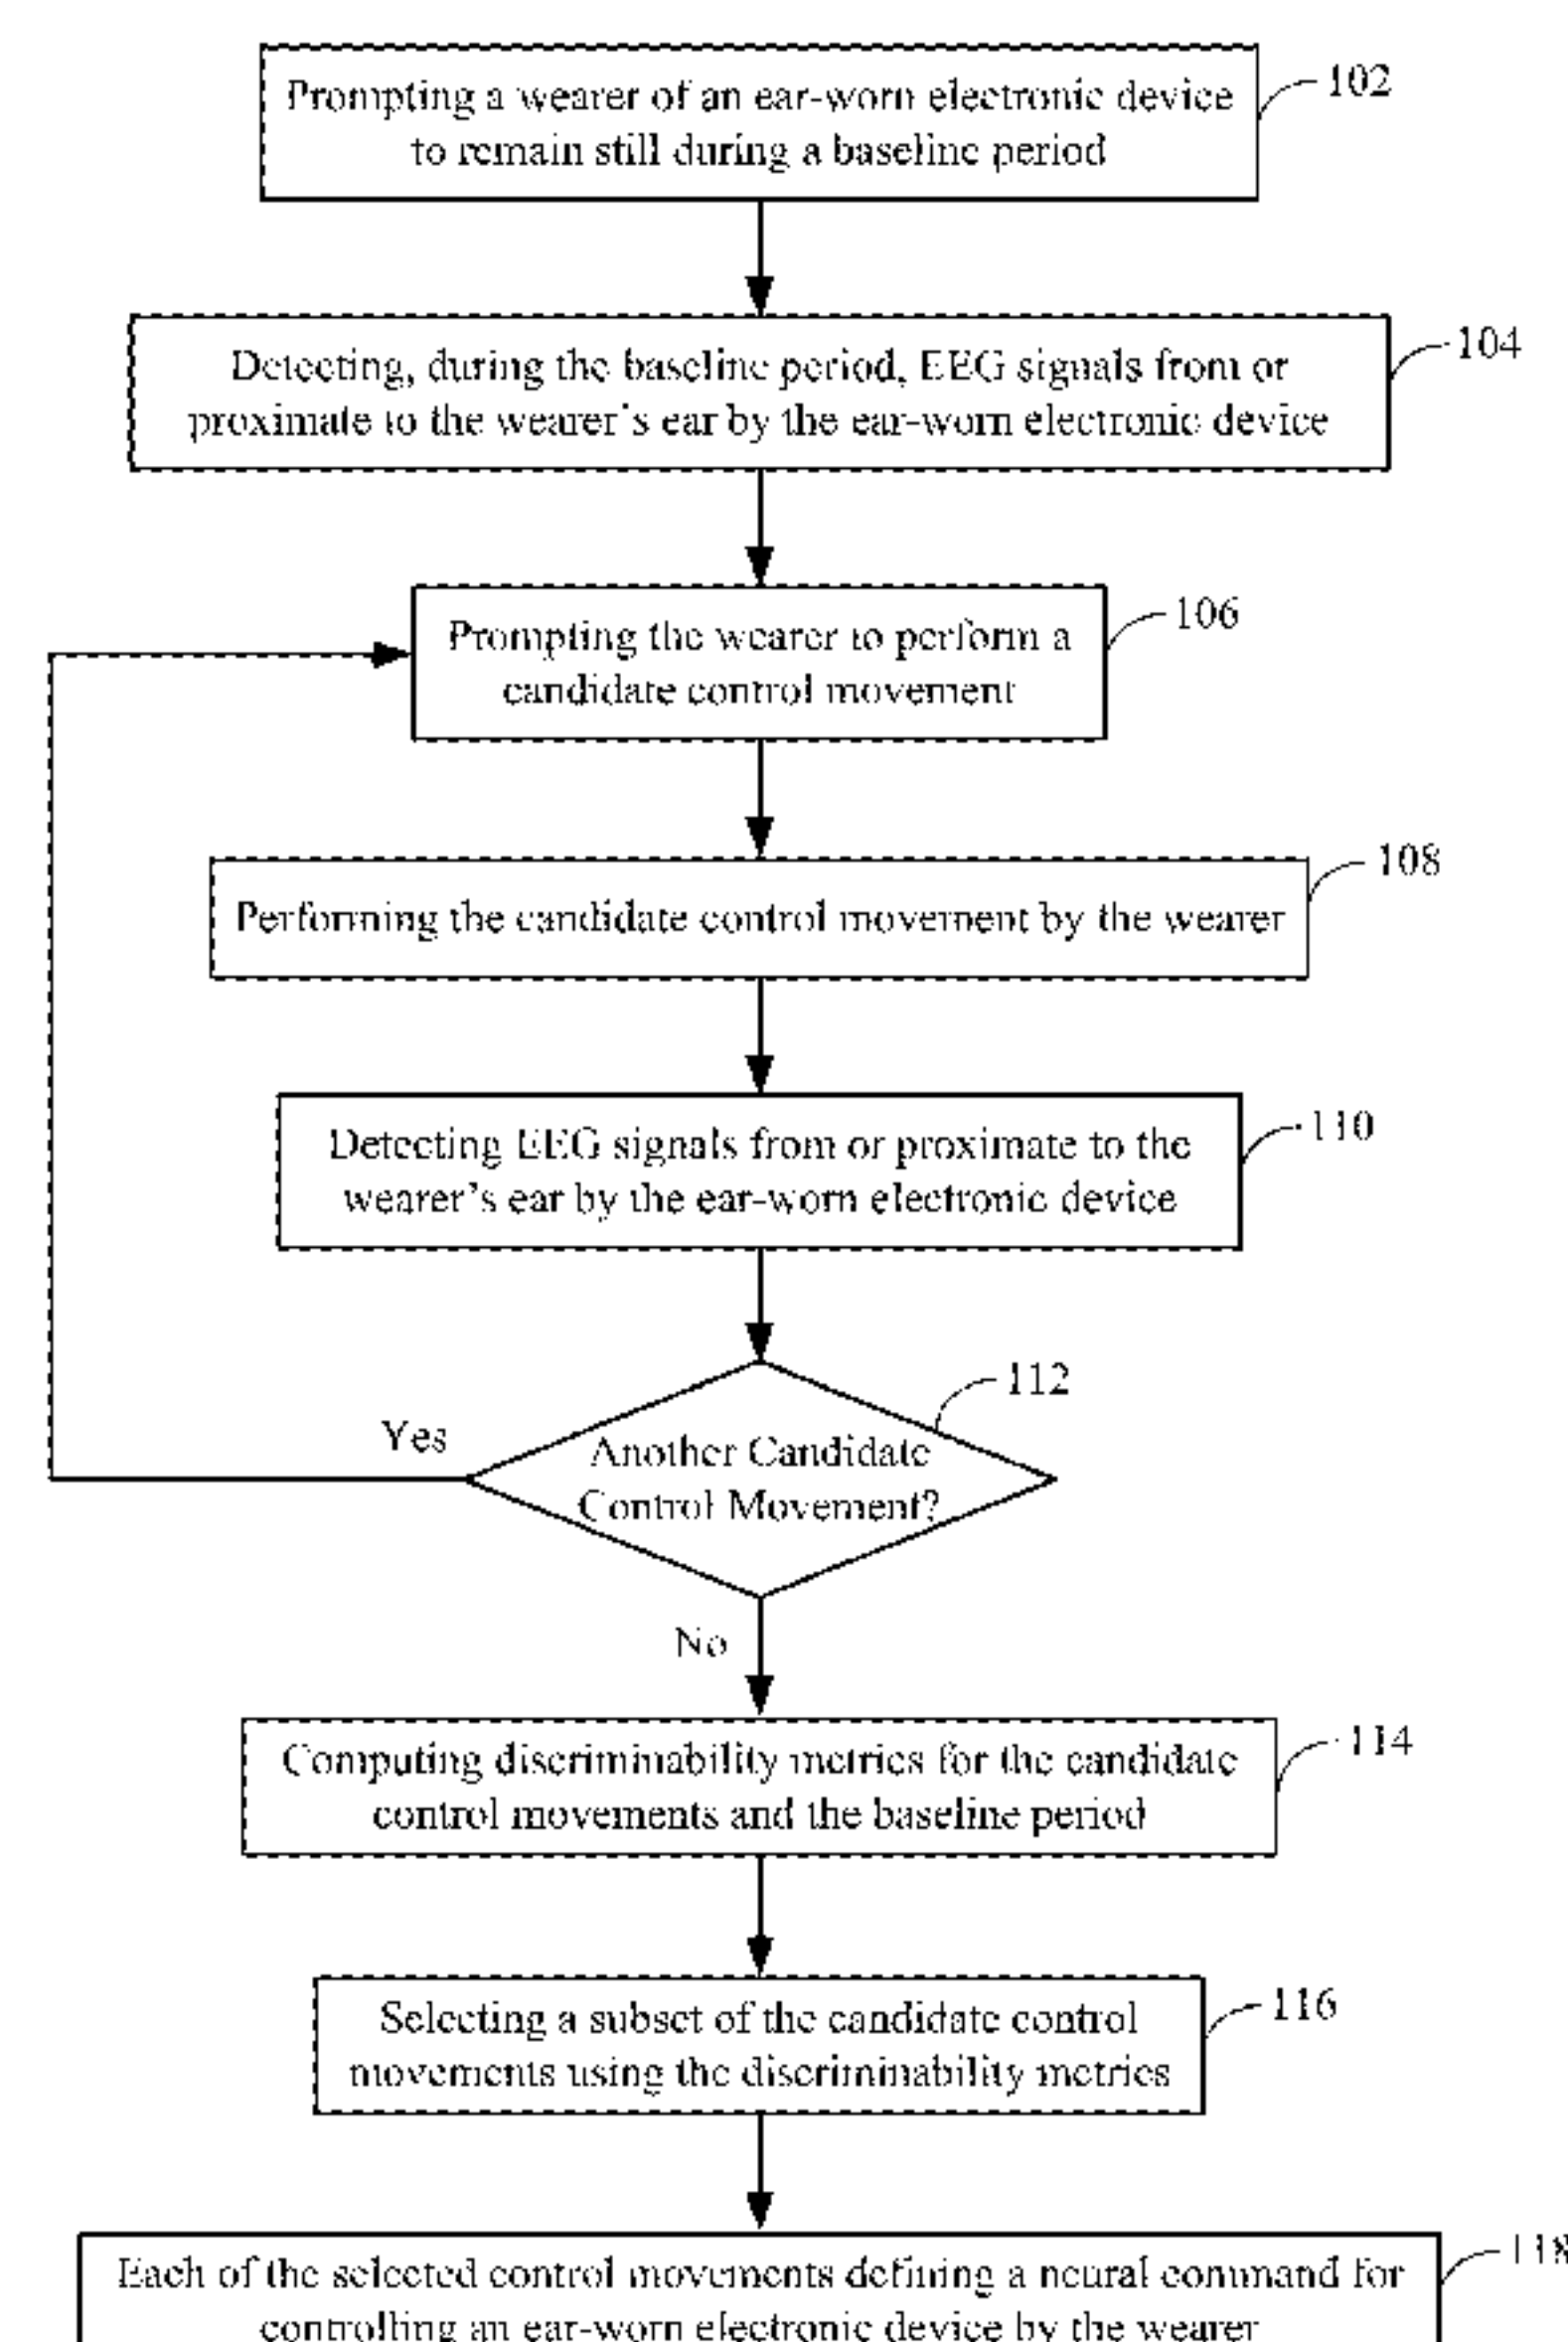 Prompting a wearer of an ear-worn electronic device
to remain still during a baseline period
102
Detecting, during the baseline period, EEG signals from or
proximate to the wearer's ear by the ear-worn electronic device
104
Prompting the wearer to perform a
candidate control movement
106
Performing the candidate control movement by the wearer
108
Detecting EEG signals from or proximate to the
wearer's ear by the ear-worn electronic device
110
112
Another Candidate
Control Movement?
Yes
No
Computing discriminability metrics for the candidate
control movements and the baseline period
114
Selecting a subset of the candidate control
movements using the discriminability metrics
116
Each of the selected control movements defining a neural command for
controlling an ear-worn electronic device by the wearer
118